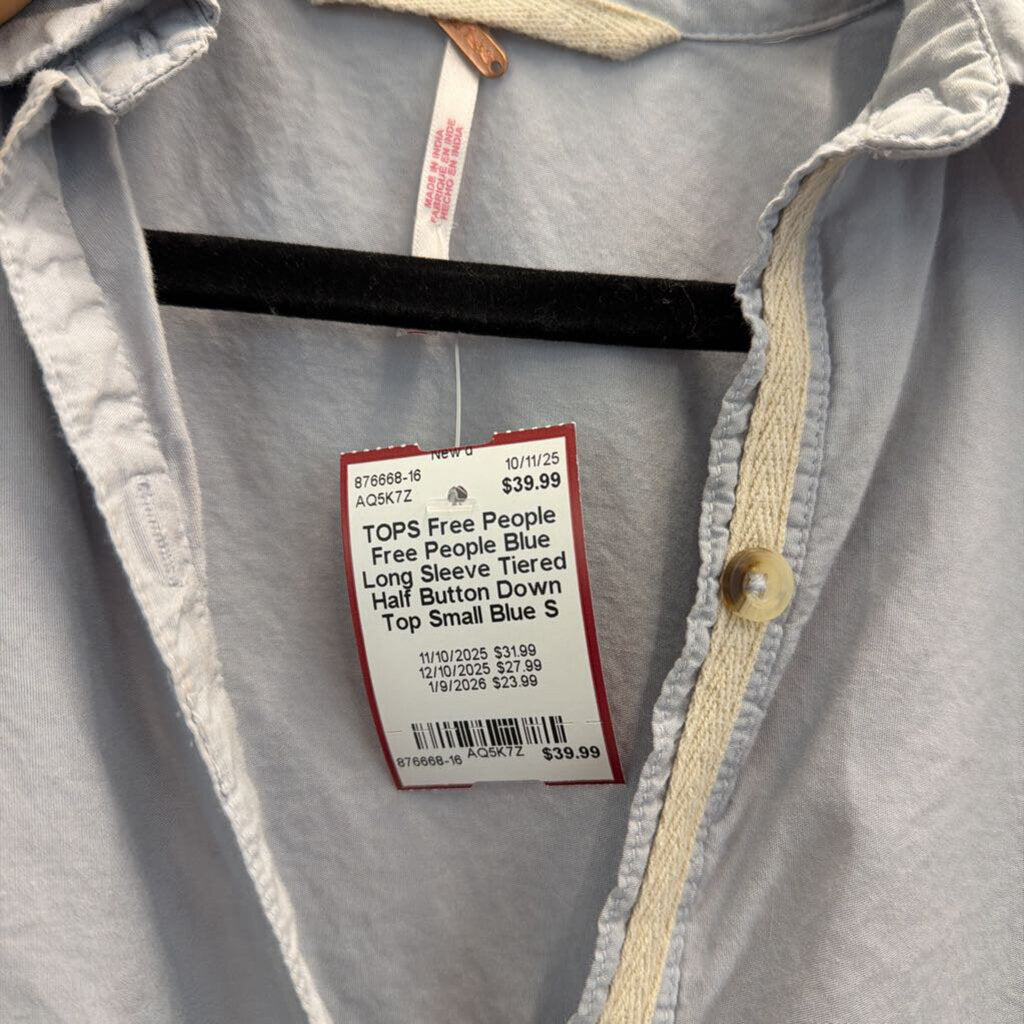 MADE IN INDIA
FABRIQUE EN INDE
HECHO EN INDIA
New
876668-16
10/11/25
AQ5K7Z
$39.99
TOPS Free People
Free People Blue
Long Sleeve Tiered
Half Button Down
Top Small Blue S
11/10/2025 $31.99
12/10/2025 $27.99
1/9/2026 $23.99
876668-16 AQ5K7Z $39.99